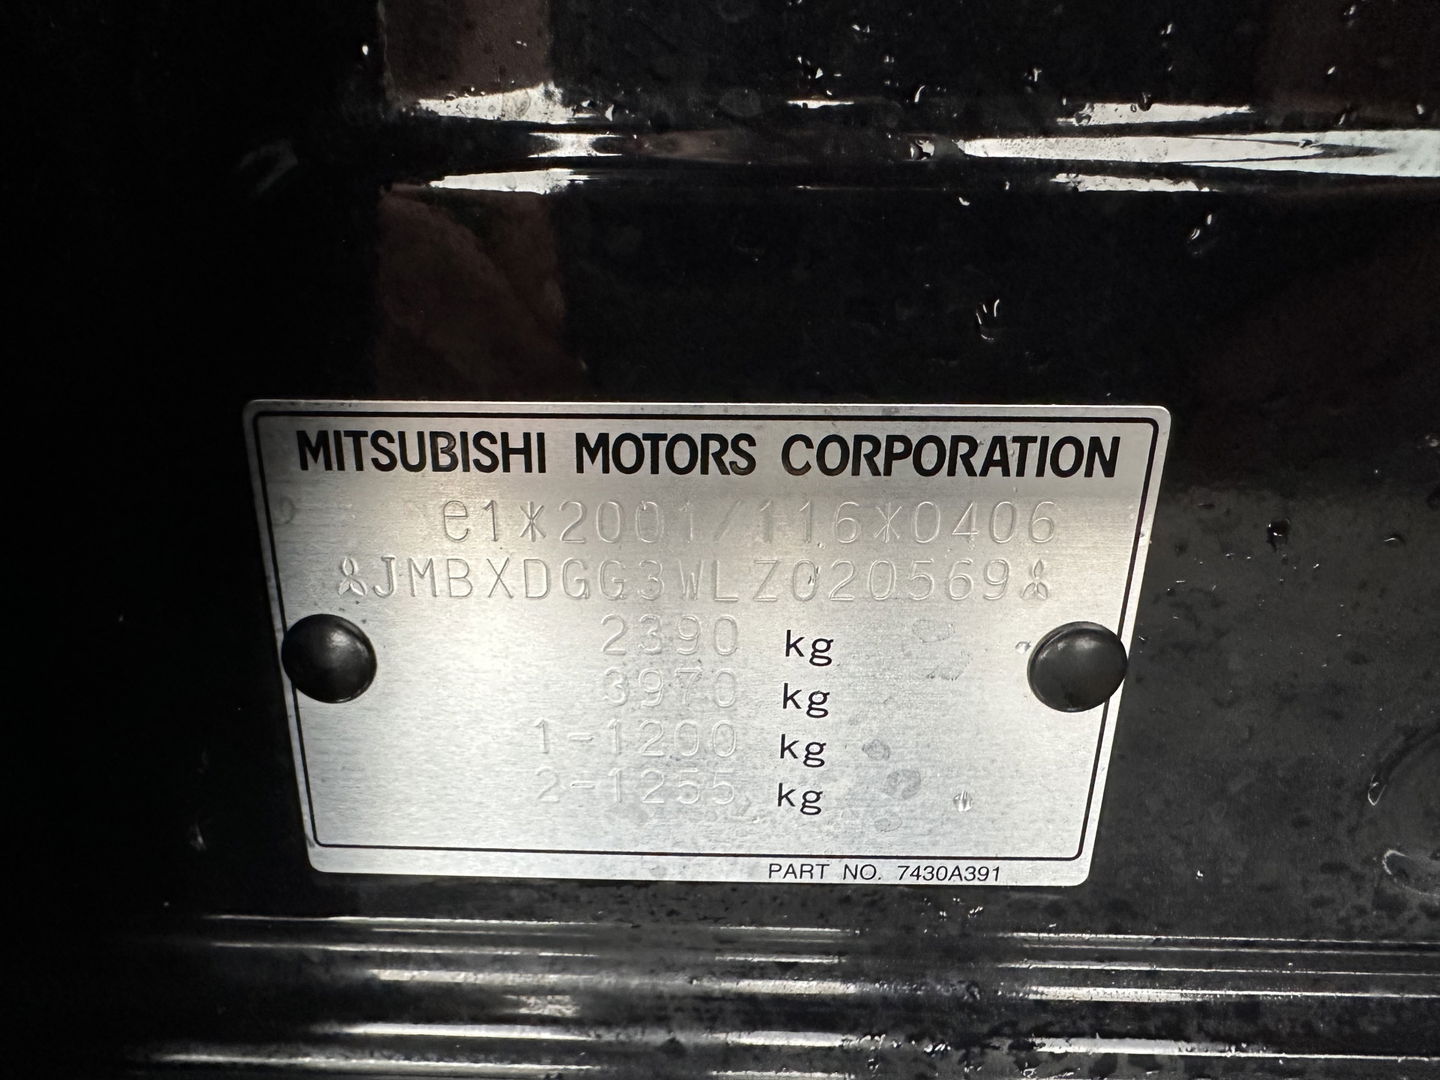 MITSUBISHI MOTORS CORPORATION
e1*2001/116*0406
JMBXDGG3WLZ020569
2390 kg
3970 kg
1-1200 kg
2-1255 kg
PART NO. 7430A391